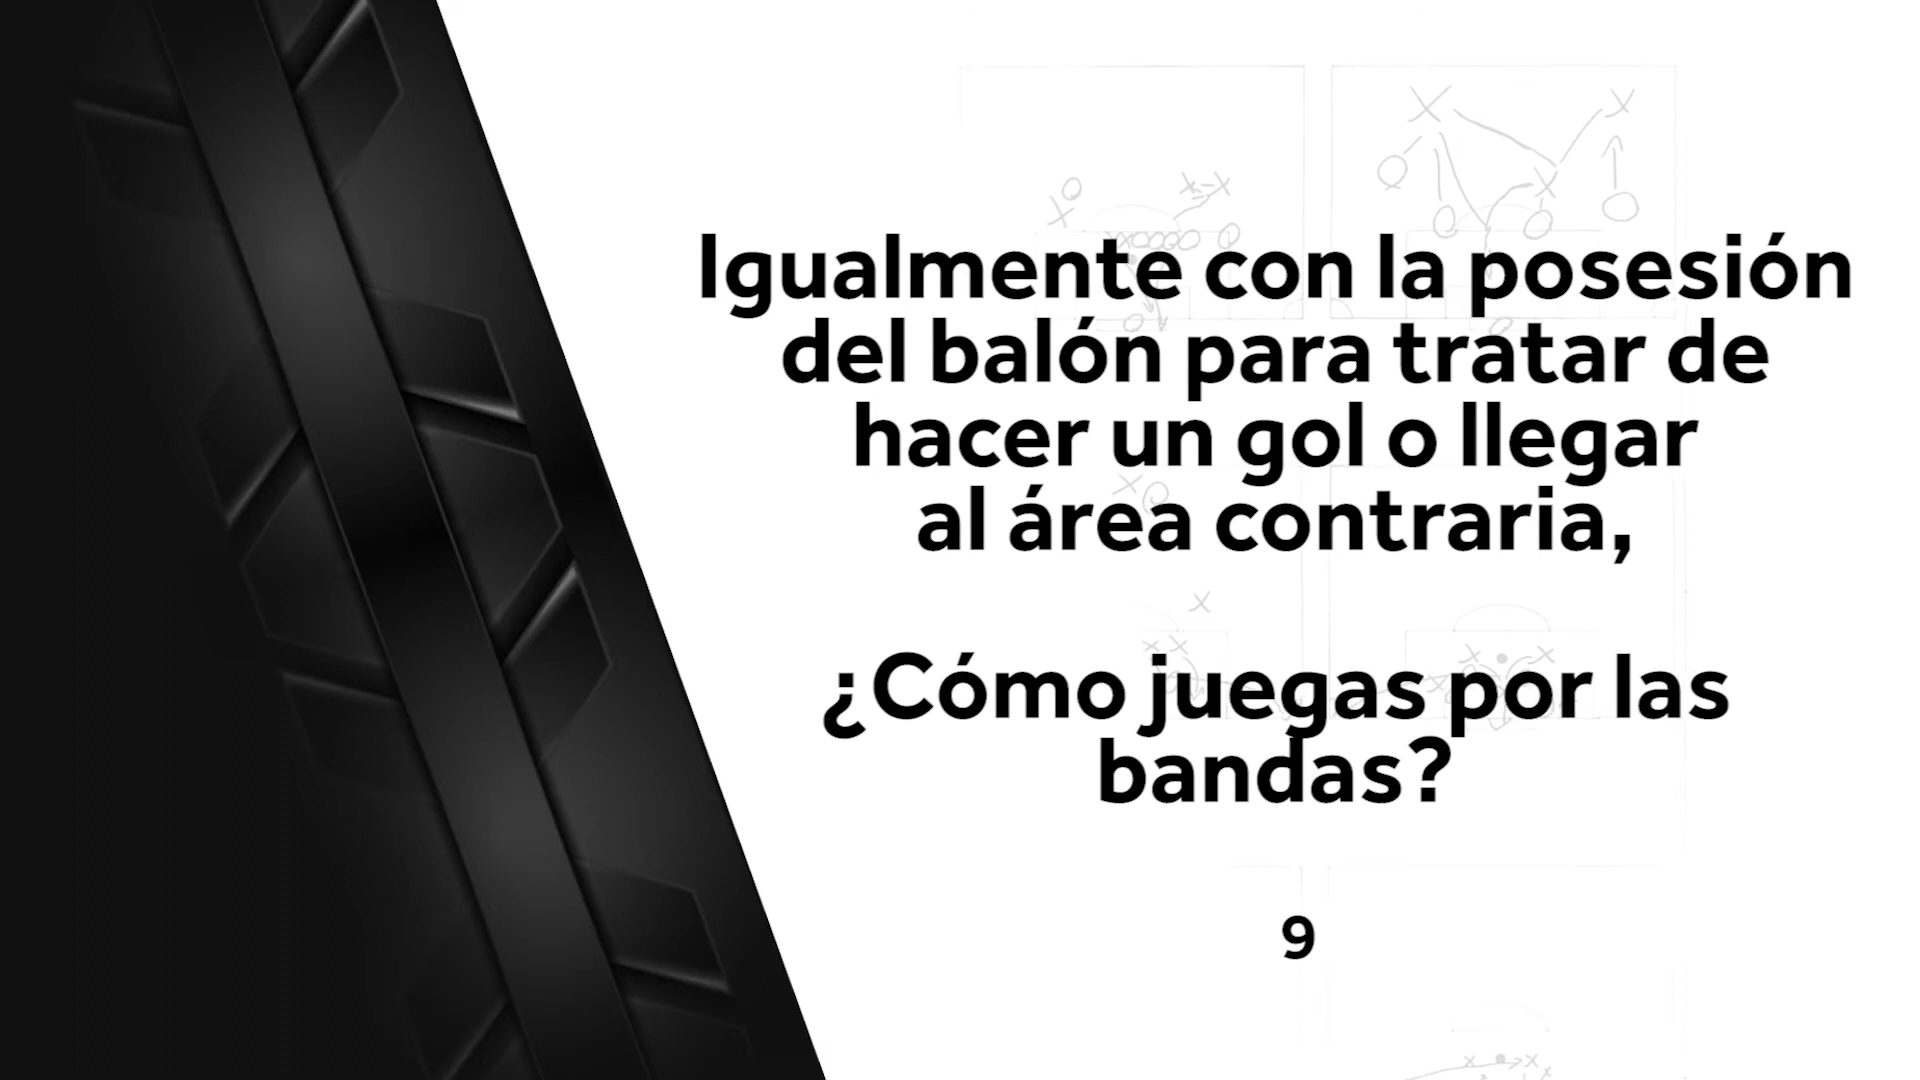 Igualmente con la posesión
del balón para tratar de
hacer un gol o llegar
al área contraria,
¿Cómo juegas por las
bandas?
9